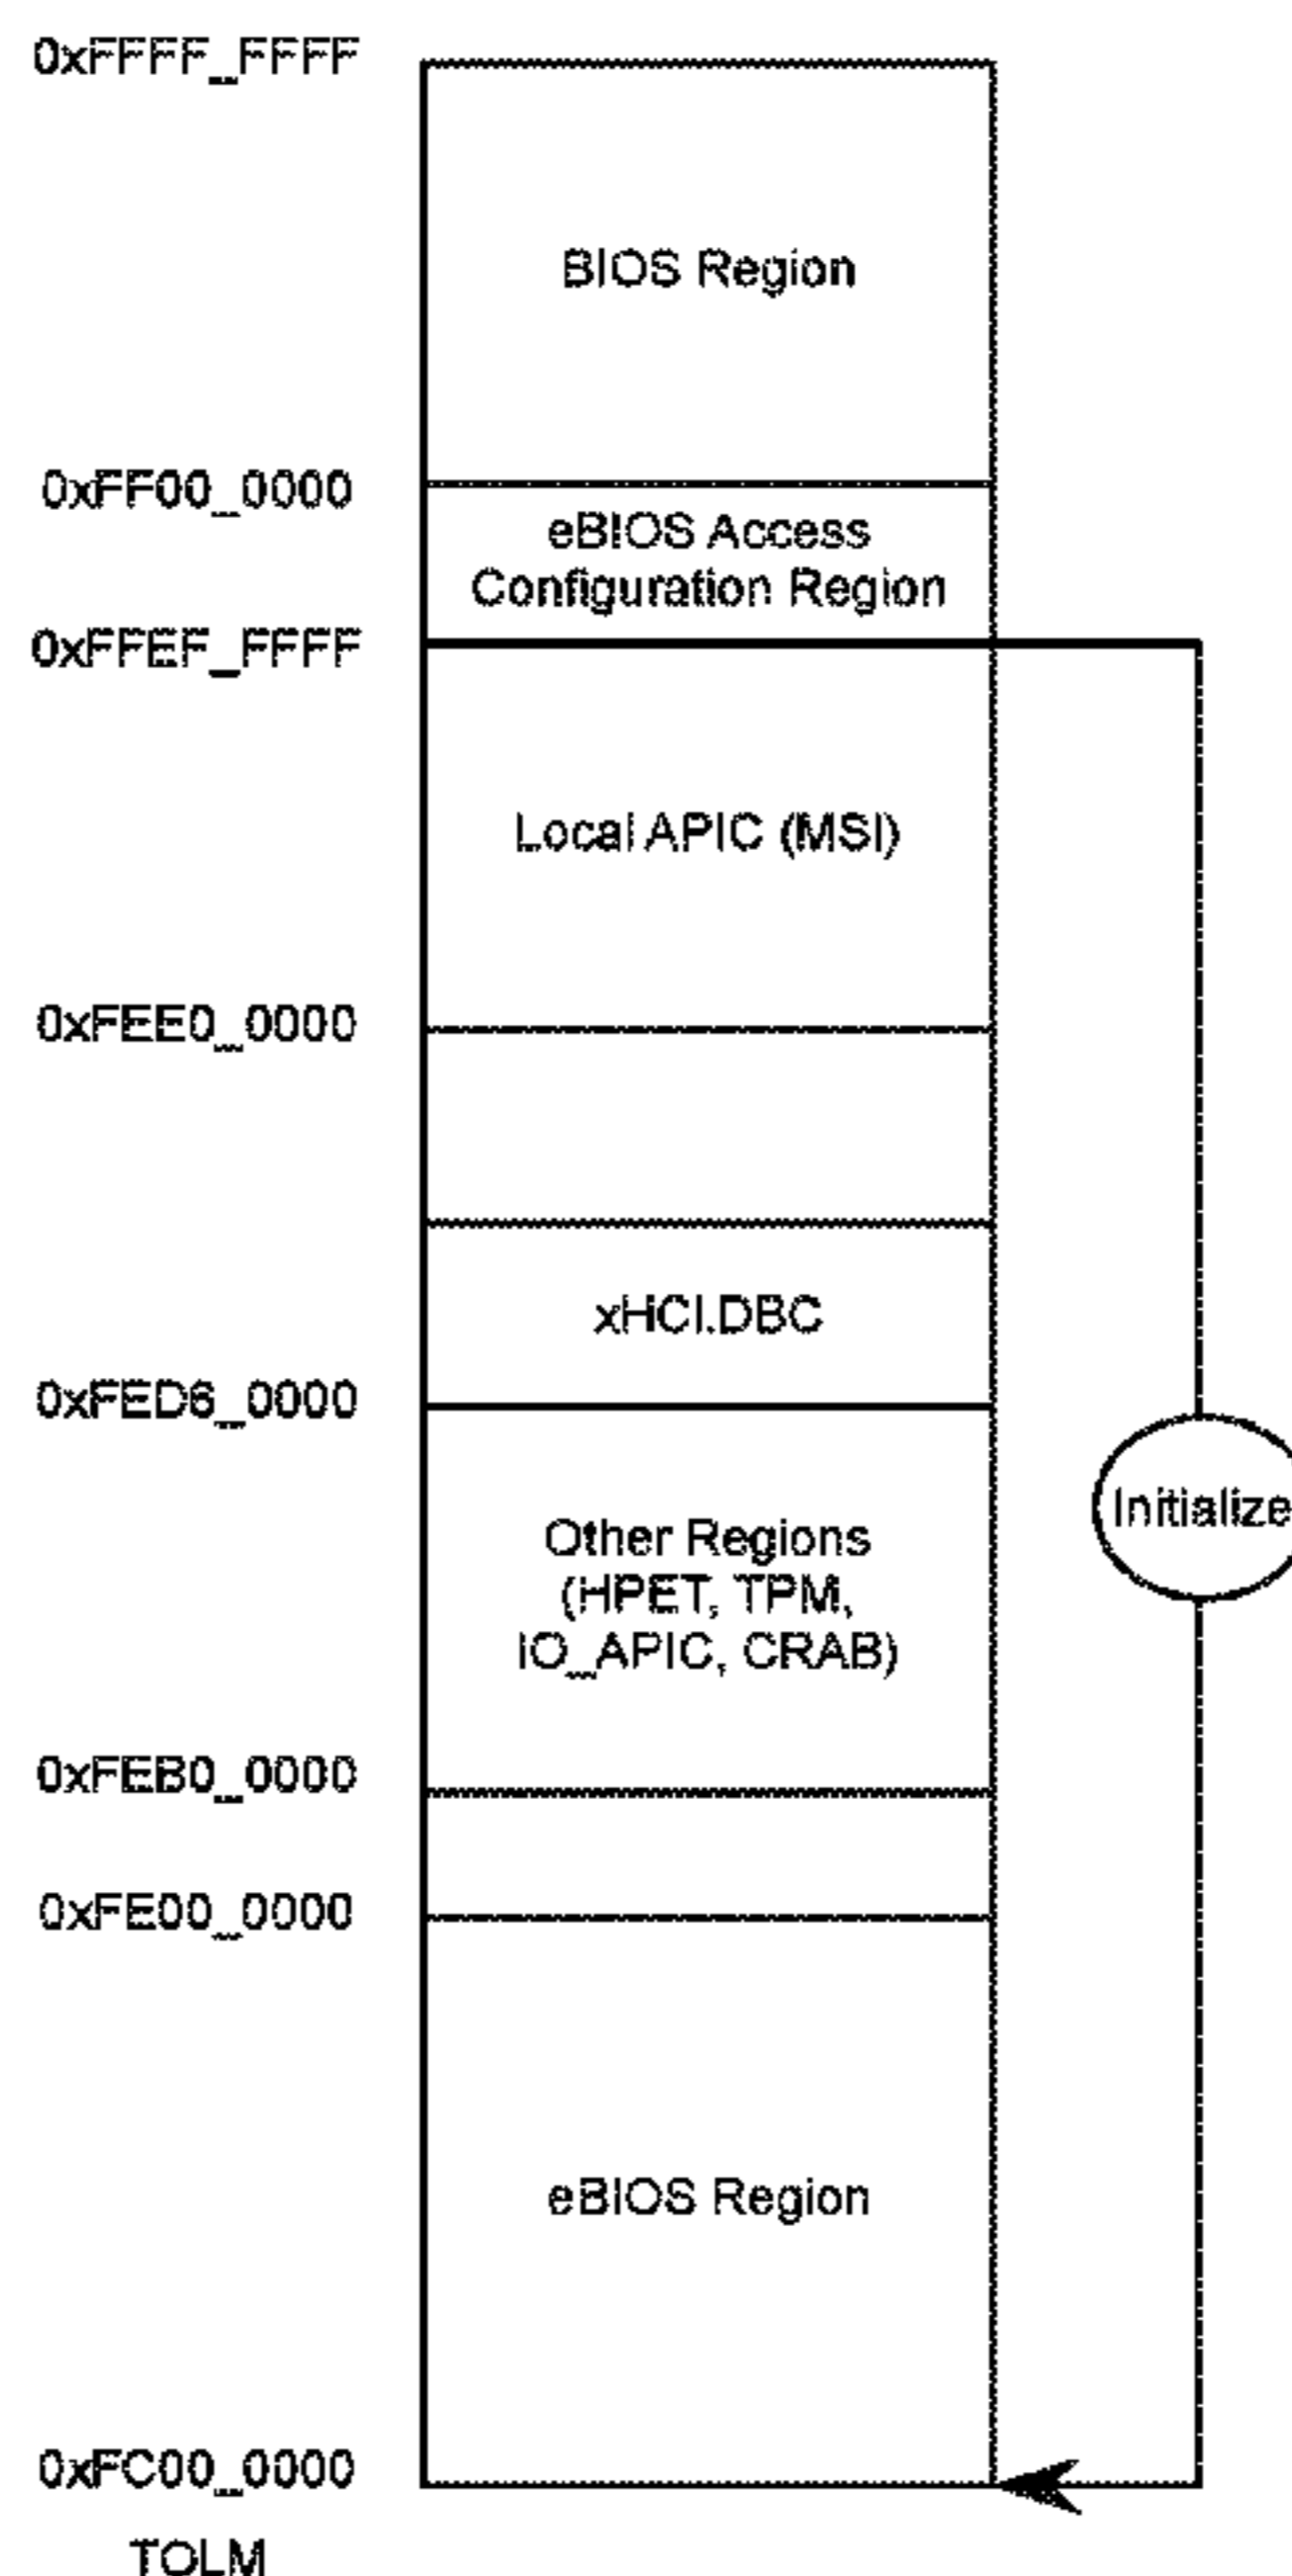 0xFFFF_FFFF
BIOS Region
0xFF00_0000
eBIOS Access
Configuration Region
0xFFEF_FFFF
Local APIC (MSI)
0xFEE0_0000
xHCI.DBC
0xFED6_0000
Initialize
Other Regions
(HPET, TPM,
IO_APIC, CRAB)
0xFEB0_0000
0xFE00_0000
eBIOS Region
0xFC00_0000
TOLM